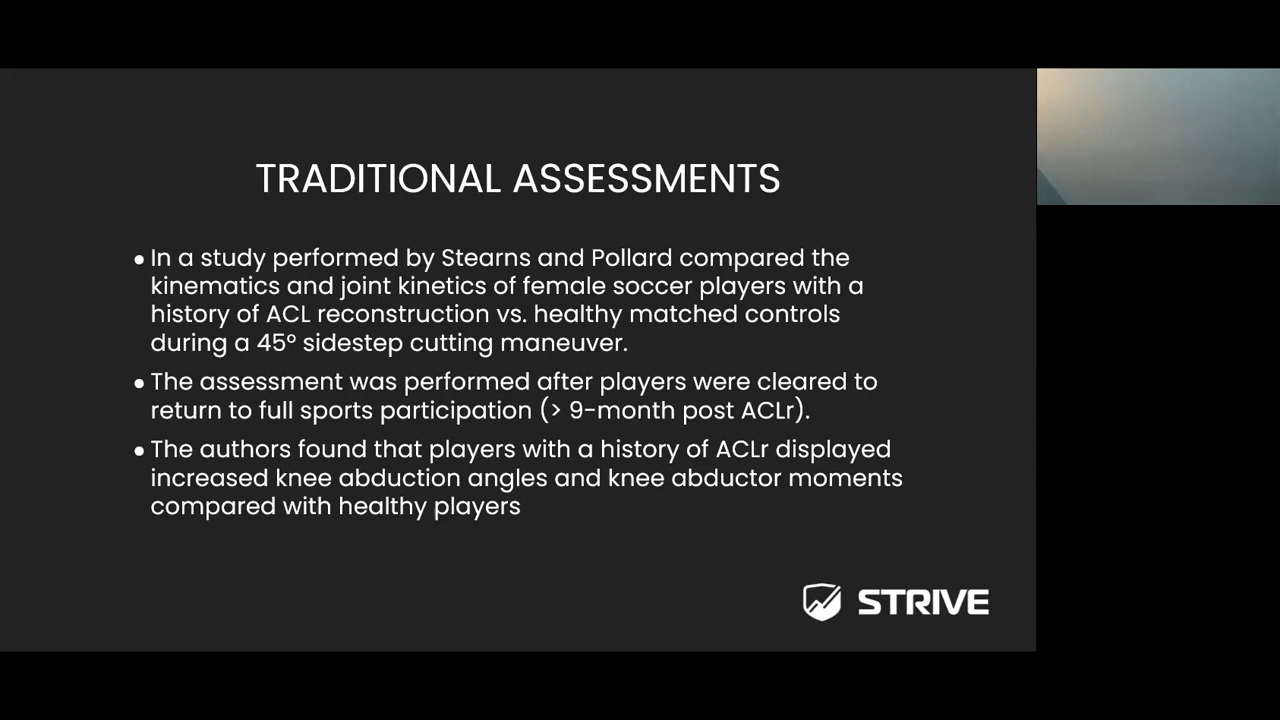 TRADITIONAL ASSESSMENTS
• In a study performed by Stearns and Pollard compared the
kinematics and joint kinetics of female soccer players with a
history of ACL reconstruction vs. healthy matched controls
during a 45° sidestep cutting maneuver.
• The assessment was performed after players were cleared to
return to full sports participation (> 9-month post ACLr).
• The authors found that players with a history of ACLr displayed
increased knee abduction angles and knee abductor moments
compared with healthy players
STRIVE